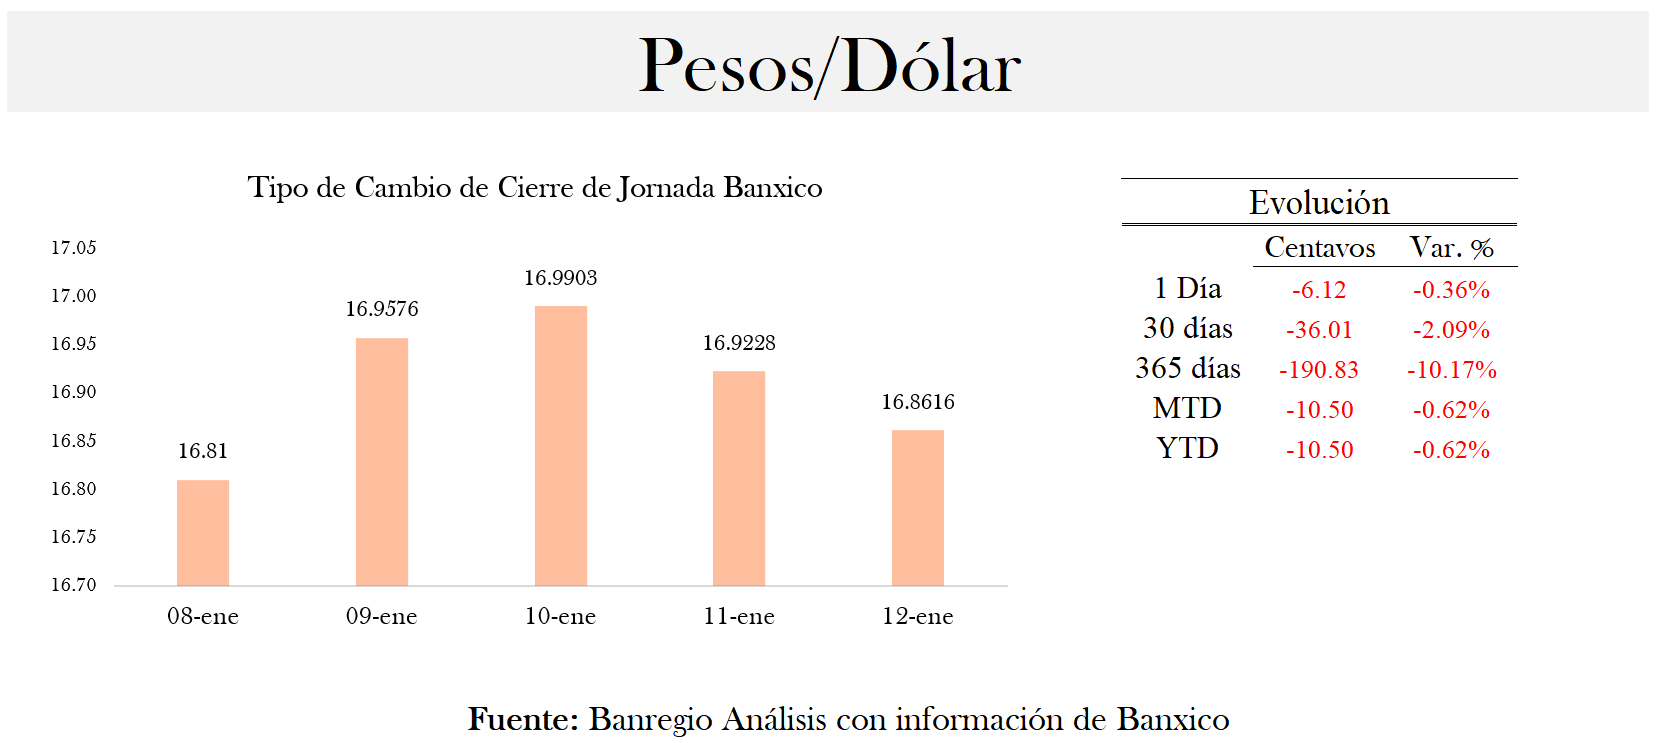 Pesos/Dólar
Tipo de Cambio de Cierre de Jornada Banxico
17.05
17.00
16.95
16.90
16.85
16.80
16.75
16.70
16.81
16.9576
16.9903
16.9228
16.8616
08-ene
09-ene
10-ene
11-ene
12-ene
Evolución
Centavos Var. %
1 Día -6.12 -0.36%
30 días -36.01 -2.09%
365 días -190.83 -10.17%
MTD -10.50 -0.62%
YTD -10.50 -0.62%
Fuente: Banregio Análisis con información de Banxico